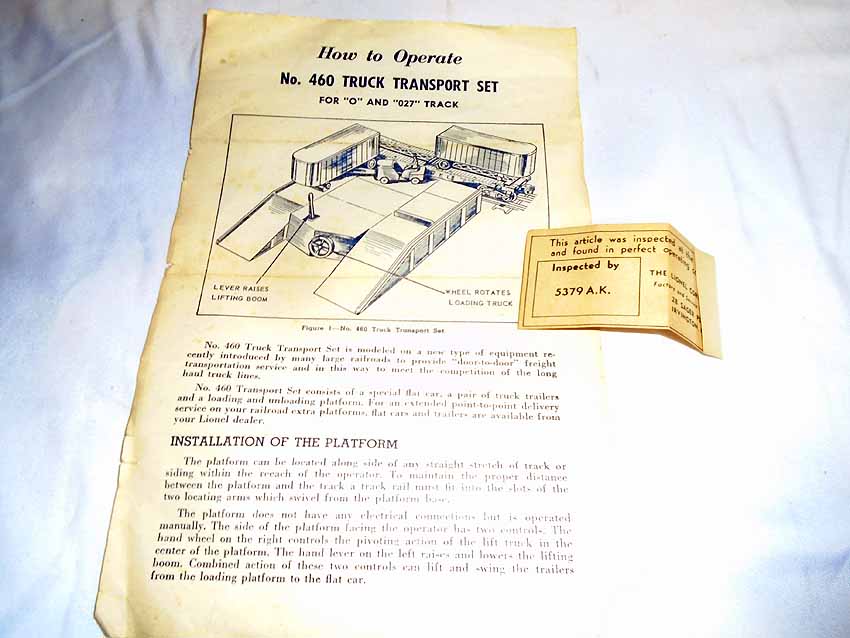 How to Operate
No. 460 TRUCK TRANSPORT SET
FOR "O" AND "027" TRACK
LEVER RAISES
LIFTING BOOM
WHEEL ROTATES
LOADING TRUCK
Figure 1—No. 460 Truck Transport Set
No. 460 Truck Transport Set is modeled on a new type of equipment re-
cently introduced by many large railroads to provide "door-to-door" freight
transportation service and in this way to meet the competition of the long
haul truck lines.
No. 460 Transport Set consists of a special flat car, a pair of truck trailers
and a loading and unloading platform. For an extended point-to-point delivery
service on your railroad extra platforms, flat cars and trailers are available from
your Lionel dealer.
INSTALLATION OF THE PLATFORM
The platform can be located along side of any straight stretch of track or
siding within the reeach of the operator. To maintain the proper distance
between the platform and the track a track rail must fit into the slots of the
two locating arms which swivel from the platform base.
The platform does not have any electrical connections but is operated
manually. The side of the platform facing the operator has two controls. The
hand wheel on the right controls the pivoting action of the lift truck in the
center of the platform. The hand lever on the left raises and lowers the lifting
boom. Combined action of these two controls can lift and swing the trailers
from the loading platform to the flat car.
This article was inspected at the
and found in perfect operating
Inspected by
5379 A.K.
THE LIONEL
Factory and
28 SAGER
IRVINGTON